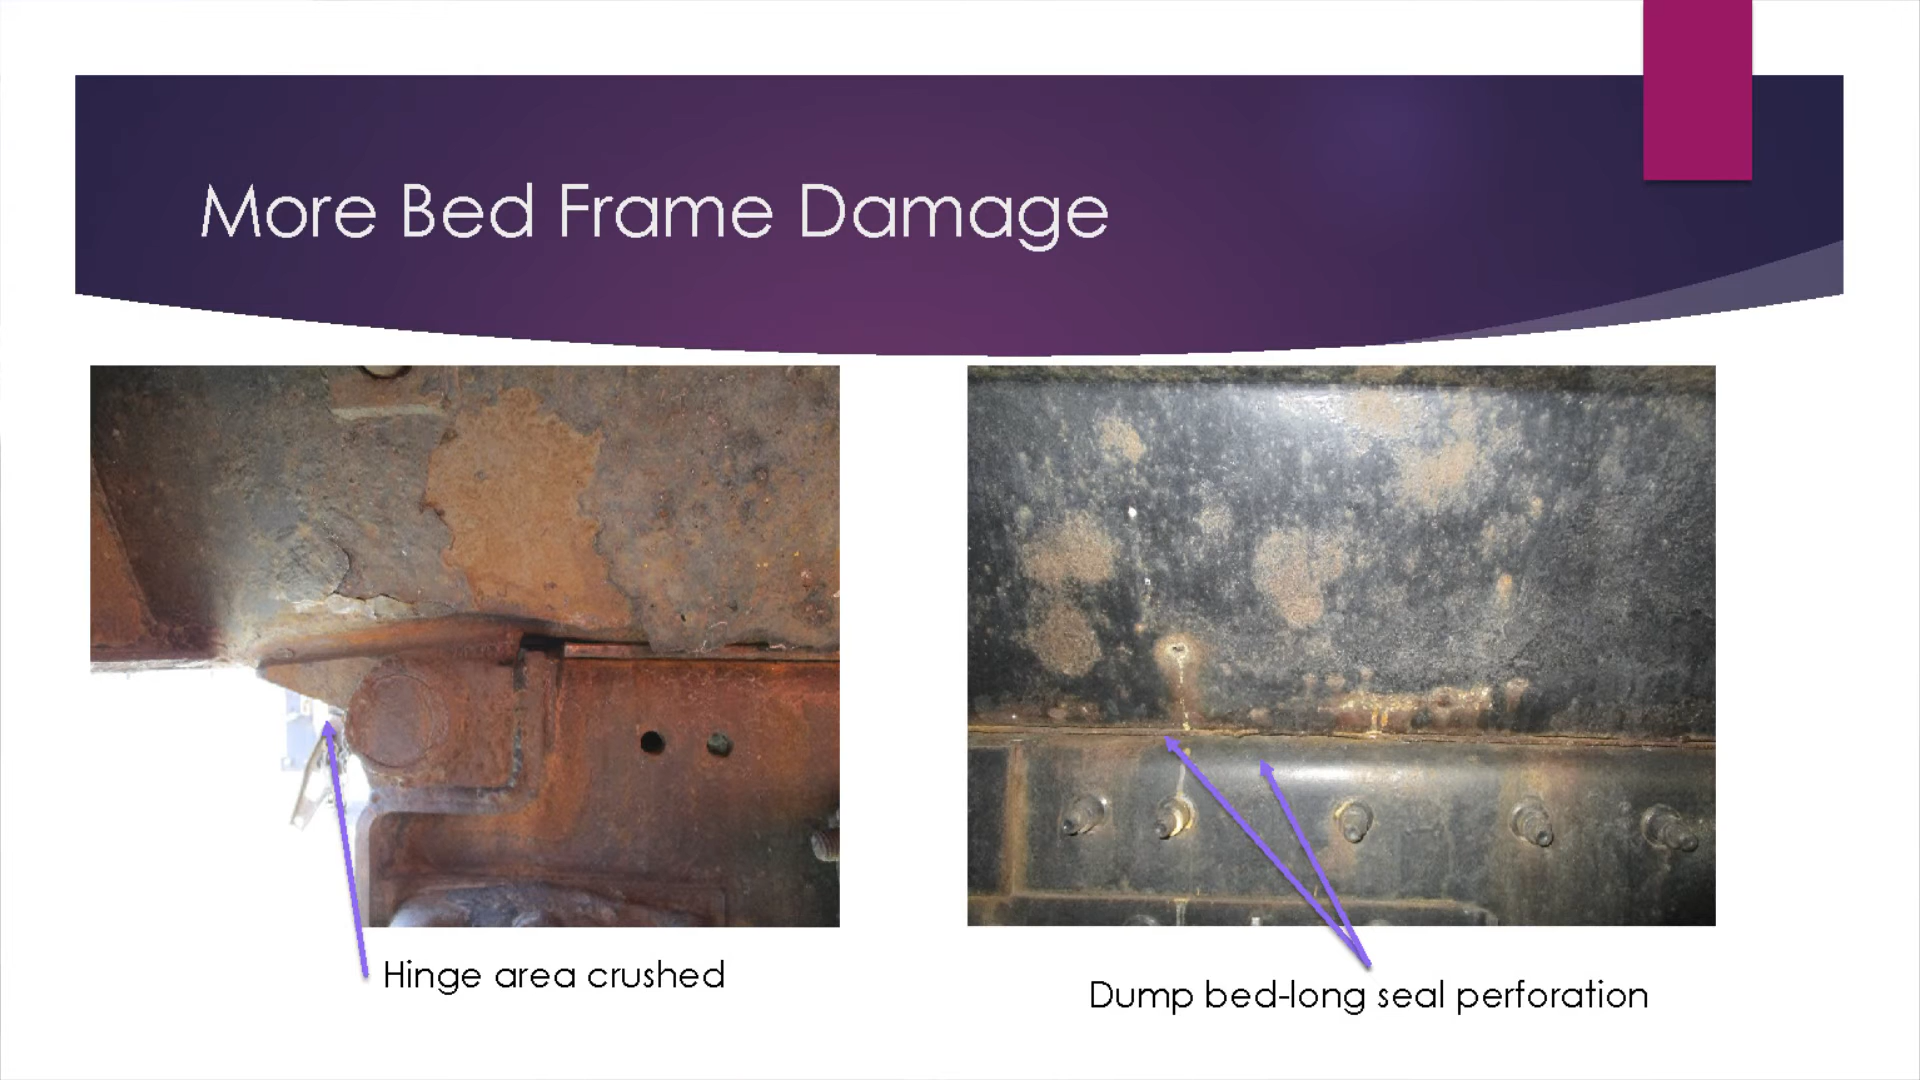 More Bed Frame Damage
Hinge area crushed
Dump bed-long seal perforation